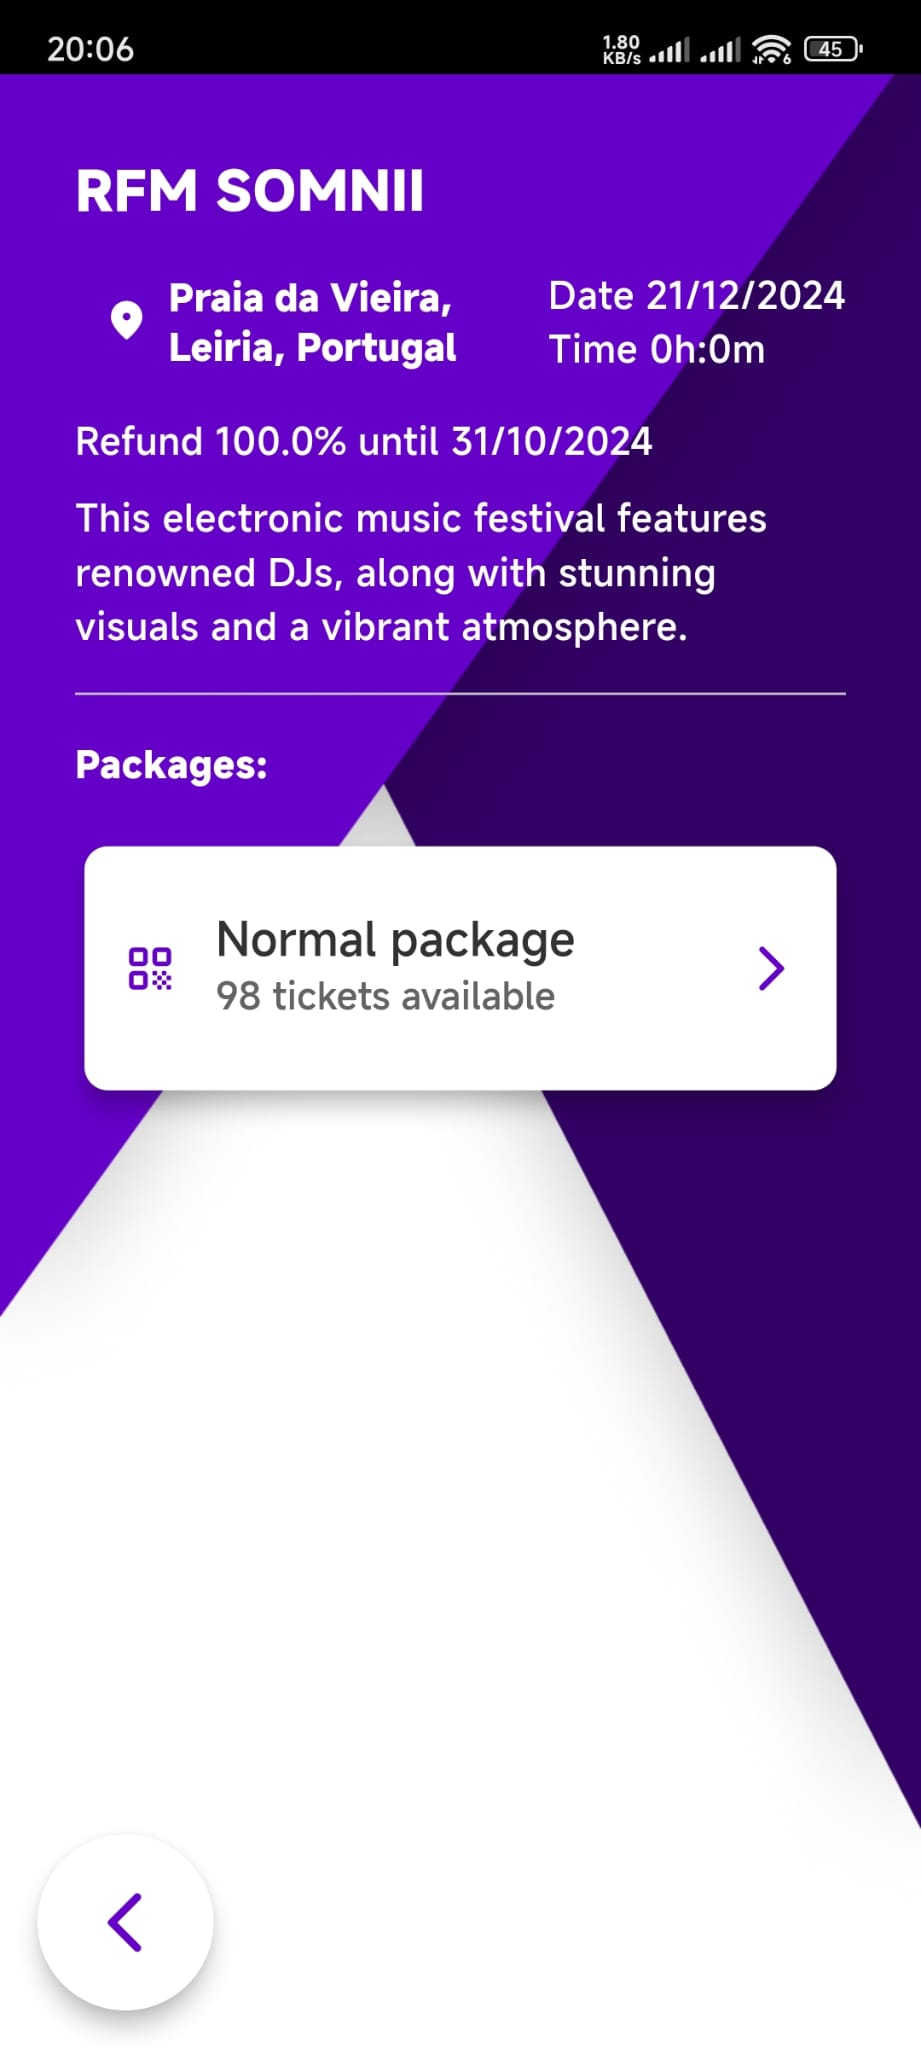 20:06
1.80
KB/s
6
45
RFM SOMNII
Praia da Vieira,
Leiria, Portugal
Date 21/12/2024
Time 0h:0m
Refund 100.0% until 31/10/2024
This electronic music festival features
renowned DJs, along with stunning
visuals and a vibrant atmosphere.
Packages:
Normal package
98 tickets available